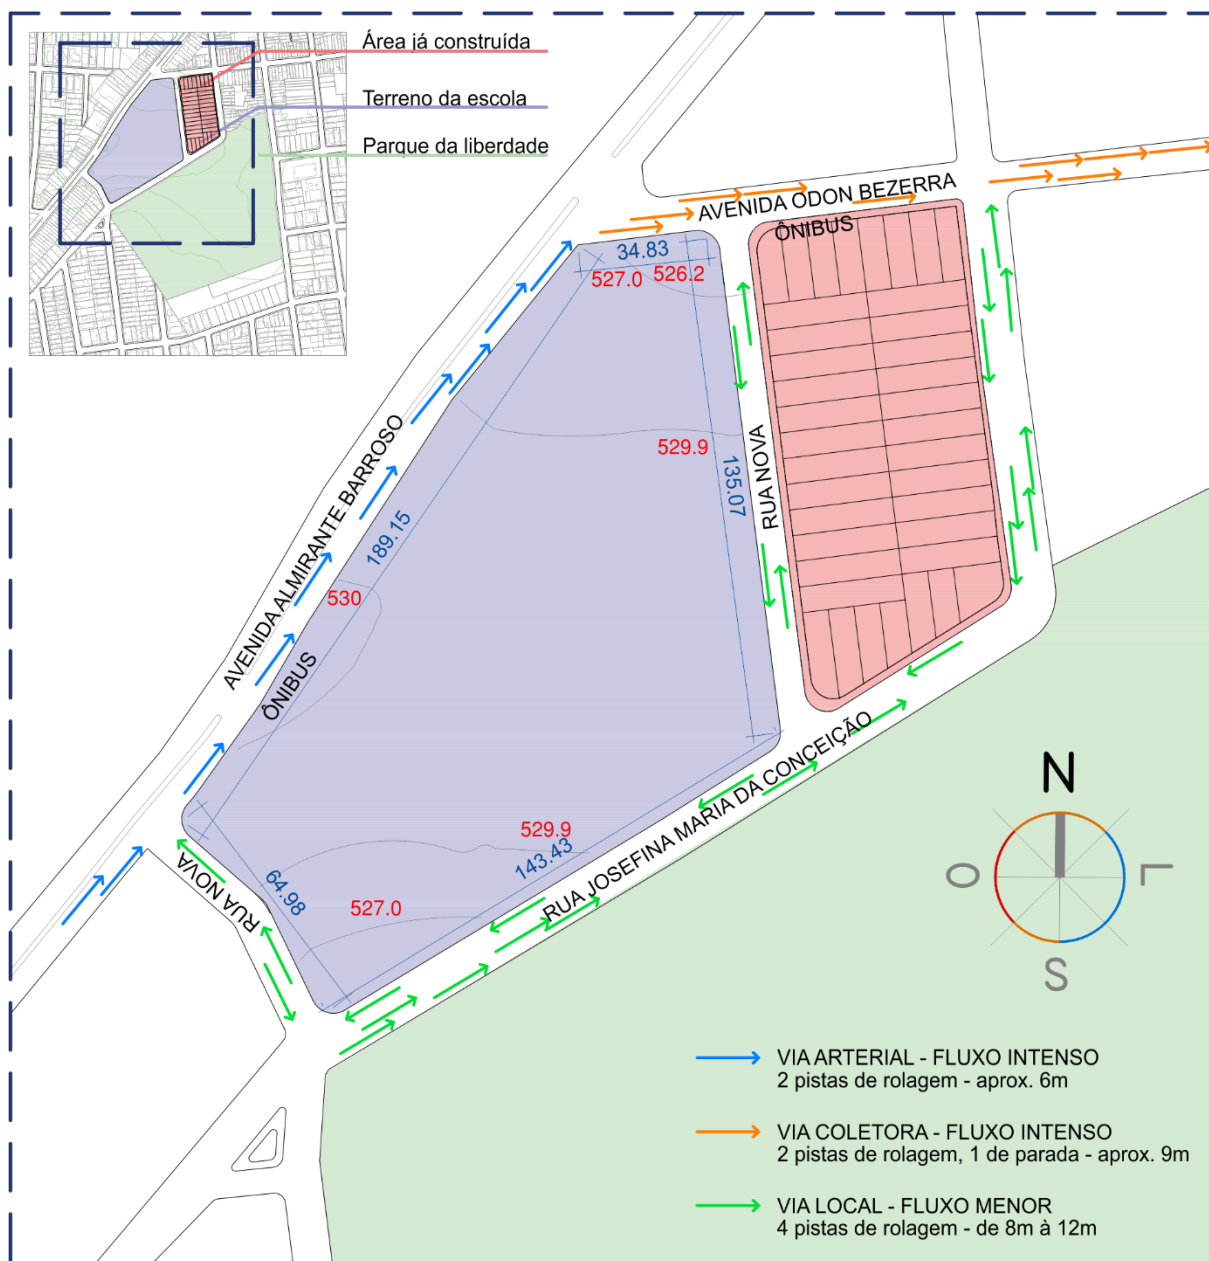 Área já construída
Terreno da escola
Parque da liberdade
AVENIDA ODON BEZERRA
ÔNIBUS
34.83
527.0
526.2
AVENIDA ALMIRANTE BARROSO
529.9
RUA NOVA
135.07
189.15
530
ÔNIBUS
RUA JOSEFINA MARIA DA CONCEIÇÃO
529.9
143.43
RUA NOVA
64.98
527.0
N
O
L
S
VIA ARTERIAL - FLUXO INTENSO
2 pistas de rolagem - aprox. 6m
VIA COLETORA - FLUXO INTENSO
2 pistas de rolagem, 1 de parada - aprox. 9m
VIA LOCAL - FLUXO MENOR
4 pistas de rolagem - de 8m à 12m